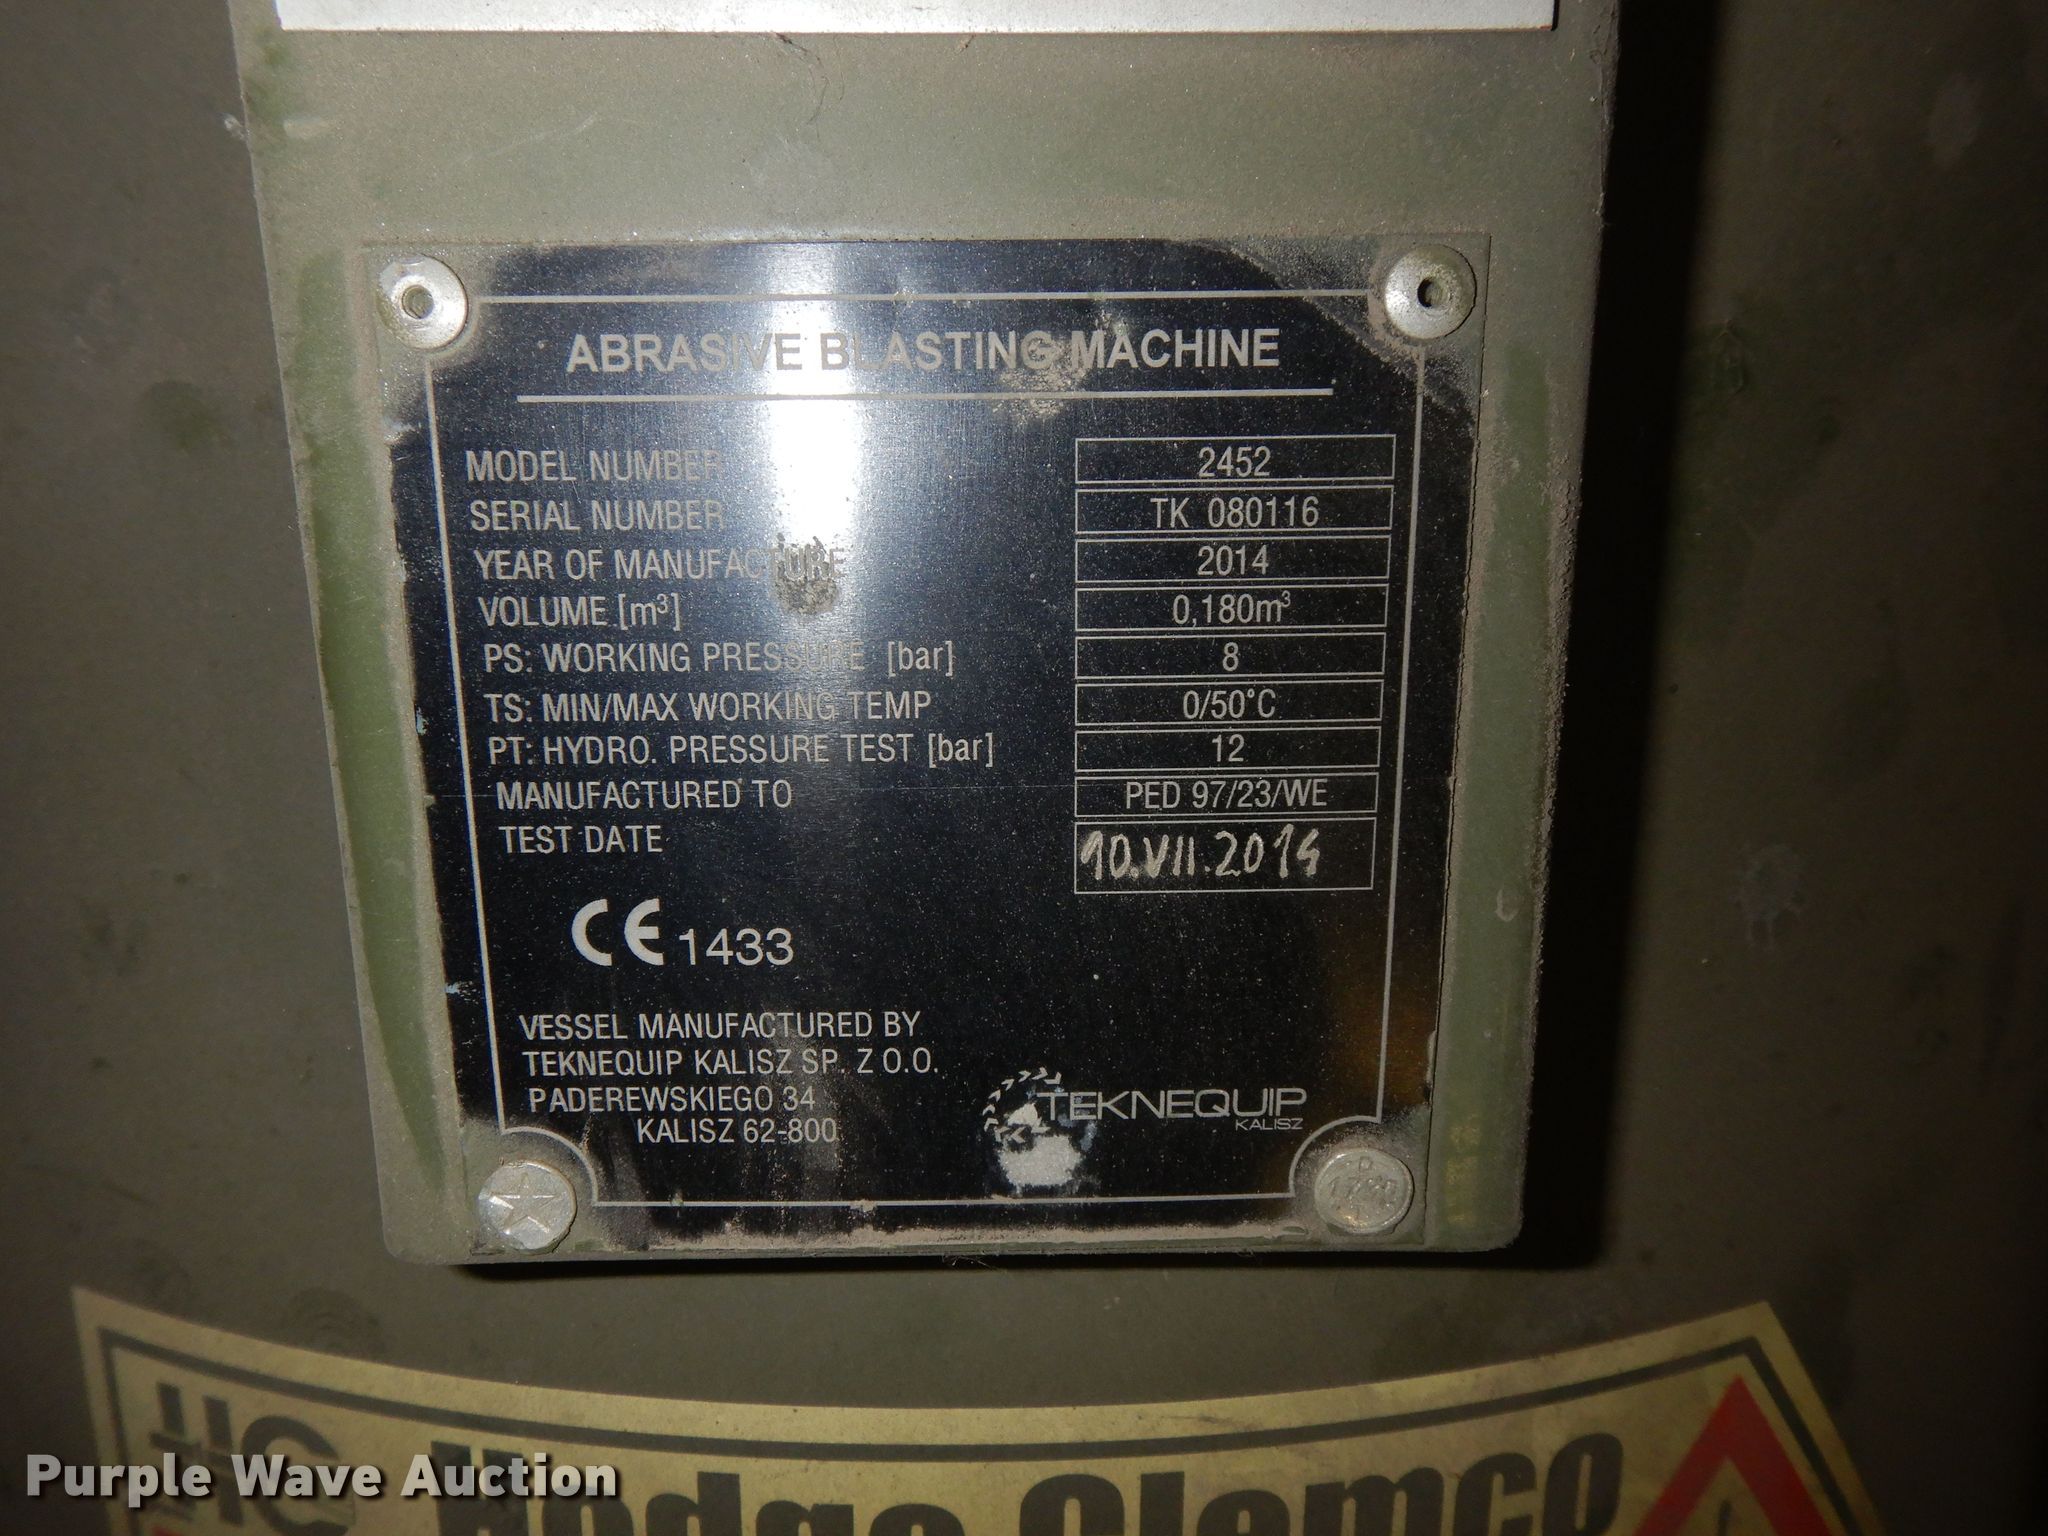 ABRASIVE BLASTING MACHINE
MODEL NUMBER 2452
SERIAL NUMBER TK 080116
YEAR OF MANUFACTURE 2014
VOLUME [m³] 0,180m³
PS: WORKING PRESSURE [bar] 8
TS: MIN/MAX WORKING TEMP 0/50°C
PT: HYDRO. PRESSURE TEST [bar] 12
MANUFACTURED TO PED 97/23/WE
TEST DATE 10.VII.2014
CE 1433
VESSEL MANUFACTURED BY
TEKNEQUIP KALISZ SP. Z O.O.
PADEREWSKIEGO 34
KALISZ 62-800
TEKNEQUIP
KALISZ
HC Hodge Clemco
Purple Wave Auction